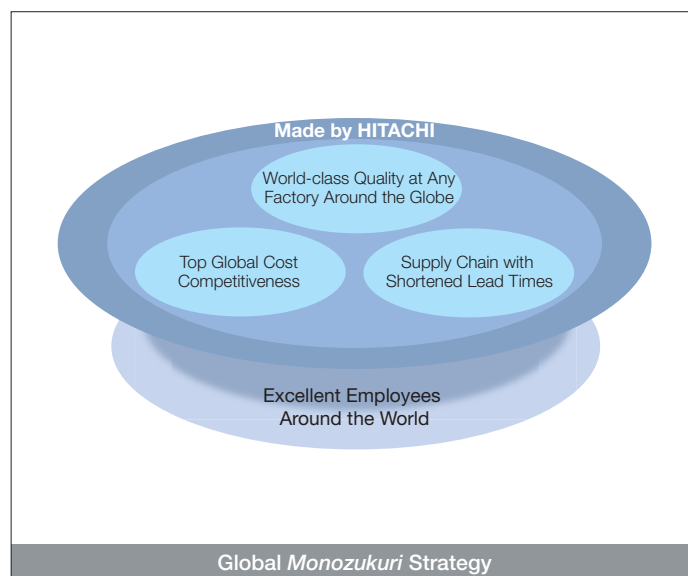 Made by HITACHI
World-class Quality at Any
Factory Around the Globe
Top Global Cost
Competitiveness
Supply Chain with
Shortened Lead Times
Excellent Employees
Around the World
Global Monozukuri Strategy